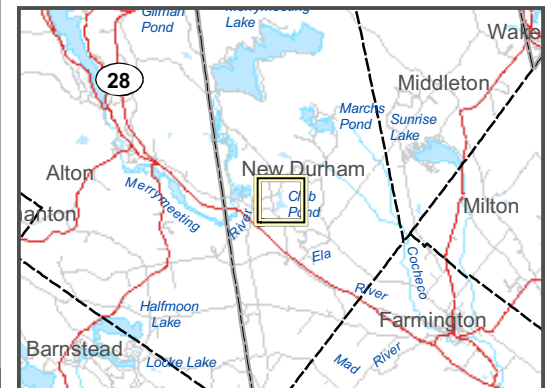 Gilman
Pond
Merrymeeting
Lake
Wake
28
Middleton
Marchs
Pond
Sunrise
Lake
Alton
New Durham
Merrymeeting
River
Club
Pond
anton
Milton
Ela
River
Cocheco
Halfmoon
Lake
Farmington
Barnstead
Locke Lake
Mad River